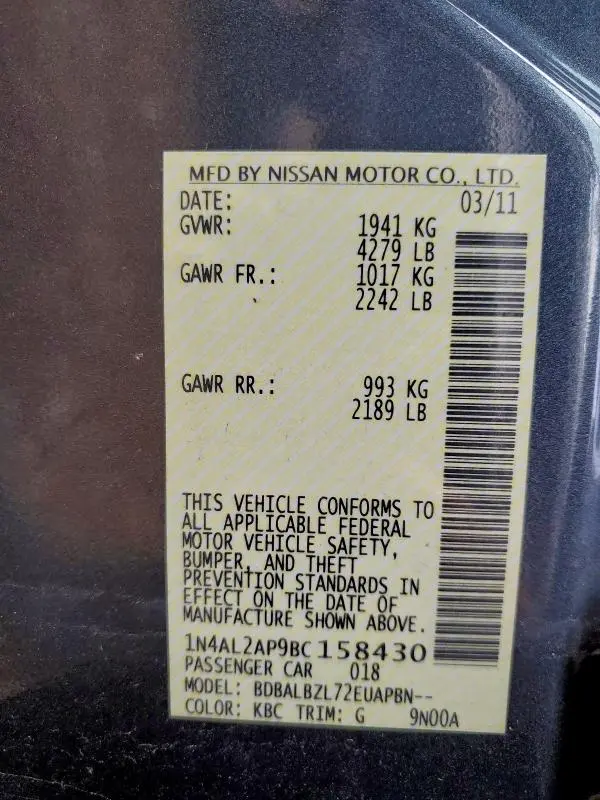 MFD BY NISSAN MOTOR CO., LTD.
DATE: 03/11
GVWR: 1941 KG
4279 LB
GAWR FR.: 1017 KG
2242 LB
GAWR RR.: 993 KG
2189 LB
THIS VEHICLE CONFORMS TO
ALL APPLICABLE FEDERAL
MOTOR VEHICLE SAFETY,
BUMPER, AND THEFT
PREVENTION STANDARDS IN
EFFECT ON THE DATE OF
MANUFACTURE SHOWN ABOVE.
1N4AL2AP9BC158430
PASSENGER CAR 018
MODEL: BDBALBZL72EUAPBN--
COLOR: KBC TRIM: G 9N00A